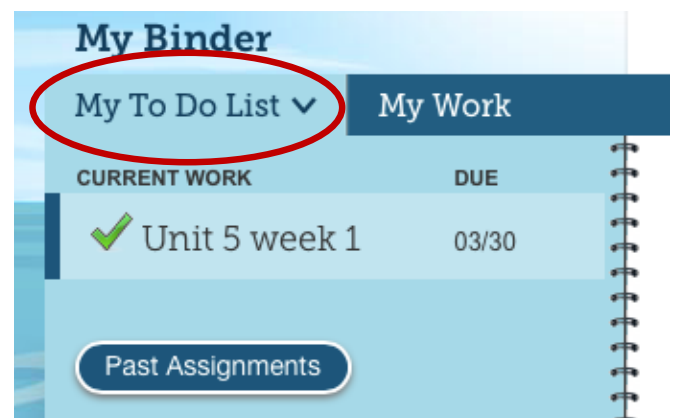 My Binder
My To Do List My Work
CURRENT WORK DUE
Unit 5 week 1 03/30
Past Assignments